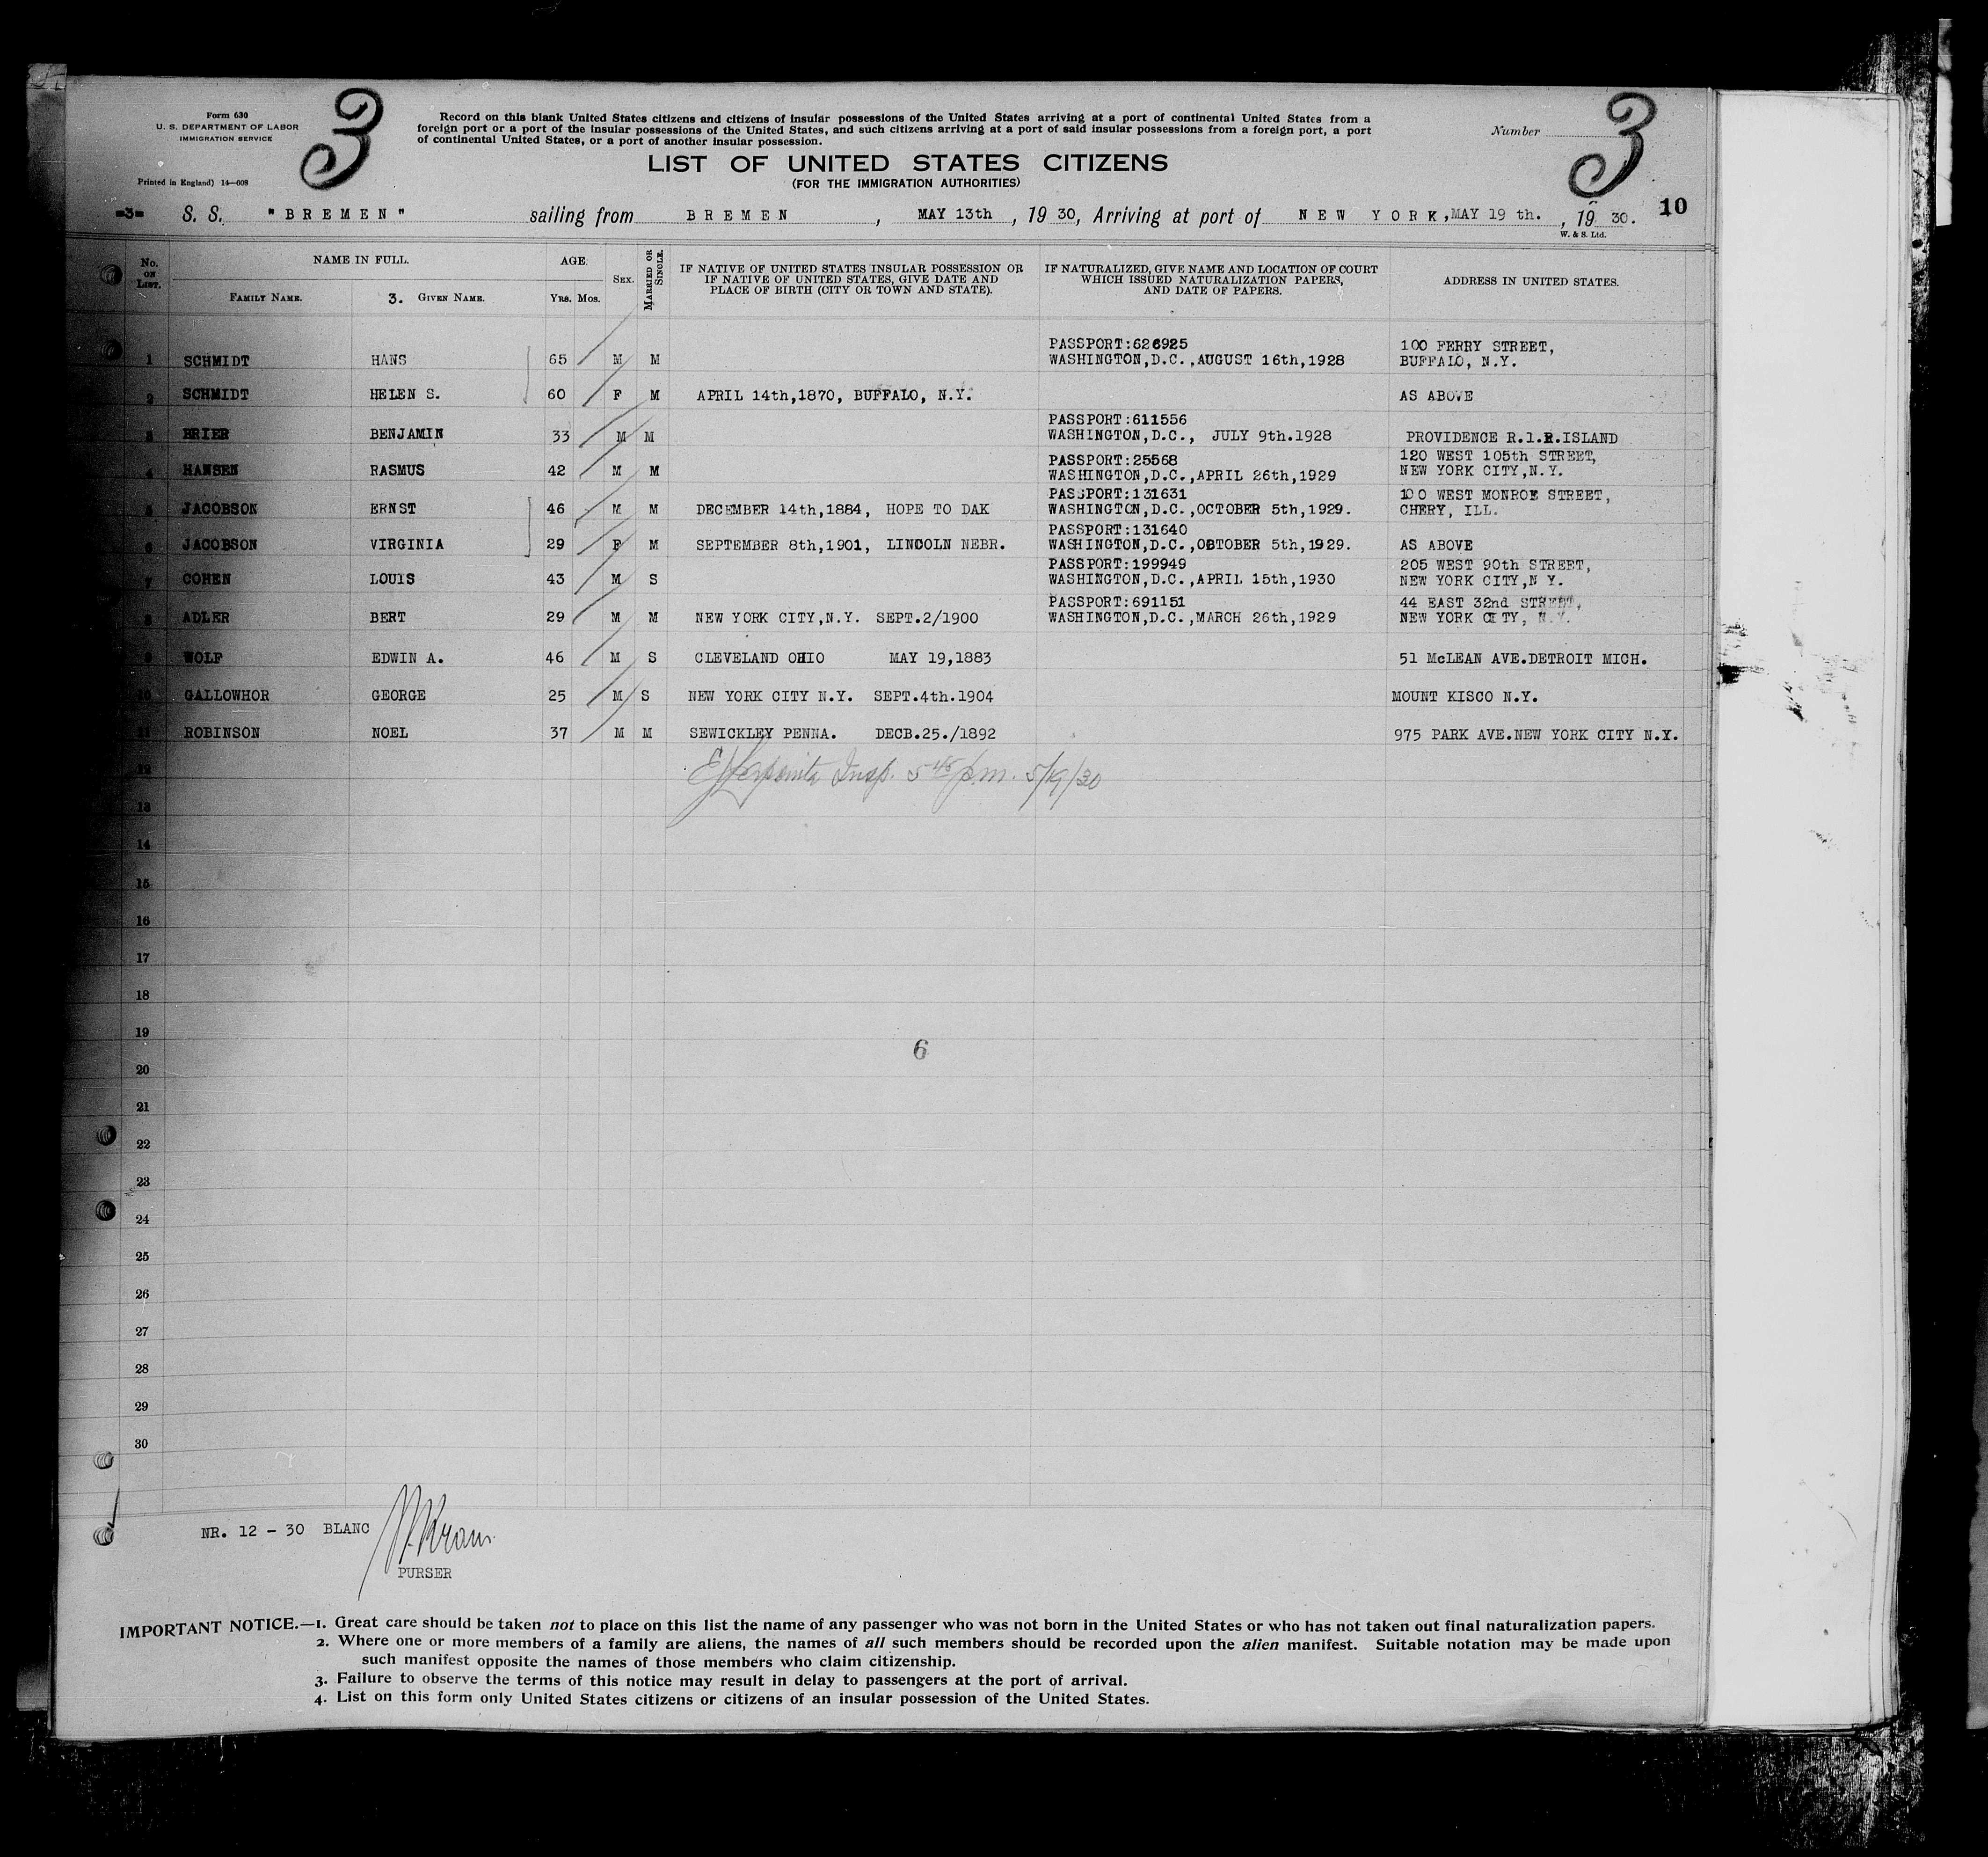 Form 630
U. S. DEPARTMENT OF LABOR
IMMIGRATION SERVICE
Printed in England) 14—608
3
Record on this blank United States citizens and citizens of insular possessions of the United States arriving at a port of continental United States from a
foreign port or a port of the insular possessions of the United States, and such citizens arriving at a port of said insular possessions from a foreign port, a port
of continental United States, or a port of another insular possession.
Number 3
LIST OF UNITED STATES CITIZENS
(FOR THE IMMIGRATION AUTHORITIES)
10
=3= S. S. "BREMEN" sailing from BREMEN, MAY 13th, 19 30, Arriving at port of NEW YORK, MAY 19 th., 19 30.
W. & S. Ltd.
No. ON LIST.
NAME IN FULL.
FAMILY NAME.
3. GIVEN NAME.
AGE.
Yrs. Mos.
SEX.
MARRIED OR SINGLE.
IF NATIVE OF UNITED STATES INSULAR POSSESSION OR
IF NATIVE OF UNITED STATES, GIVE DATE AND
PLACE OF BIRTH (CITY OR TOWN AND STATE).
IF NATURALIZED, GIVE NAME AND LOCATION OF COURT
WHICH ISSUED NATURALIZATION PAPERS,
AND DATE OF PAPERS.
ADDRESS IN UNITED STATES.
PASSPORT:626925 100 FERRY STREET,
1 SCHMIDT HANS 65 M M WASHINGTON,D.C.,AUGUST 16th,1928 BUFFALO, N.Y.
2 SCHMIDT HELEN S. 60 F M APRIL 14th,1870, BUFFALO, N.Y. AS ABOVE
PASSPORT:611556
3 BRIER BENJAMIN 33 M M WASHINGTON,D.C., JULY 9th.1928 PROVIDENCE R.I.R.ISLAND
PASSPORT:25568 120 WEST 105th STREET,
4 HANSEN RASMUS 42 M M WASHINGTON,D.C.,APRIL 26th,1929 NEW YORK CITY,N.Y.
PASSPORT:131631 100 WEST MONROE STREET,
5 JACOBSON ERNST 46 M M DECEMBER 14th,1884, HOPE TO DAK WASHINGTON,D.C.,OCTOBER 5th,1929. CHERY, ILL.
PASSPORT:131640
6 JACOBSON VIRGINIA 29 F M SEPTEMBER 8th,1901, LINCOLN NEBR. WASHINGTON,D.C.,OBTOBER 5th,1929. AS ABOVE
PASSPORT:199949 205 WEST 90th STREET,
7 COHEN LOUIS 43 M S WASHINGTON,D.C.,APRIL 15th,1930 NEW YORK CITY,N Y.
PASSPORT:691151 44 EAST 32nd STREET,
8 ADLER BERT 29 M M NEW YORK CITY,N.Y. SEPT.2/1900 WASHINGTON,D.C.,MARCH 26th,1929 NEW YORK CITY, N.Y.
9 WOLF EDWIN A. 46 M S CLEVELAND OHIO MAY 19,1883 51 McLEAN AVE.DETROIT MICH.
10 GALLOWHOR GEORGE 25 M S NEW YORK CITY N.Y. SEPT.4th.1904 MOUNT KISCO N.Y.
11 ROBINSON NOEL 37 M M SEWICKLEY PENNA. DECB.25./1892 975 PARK AVE.NEW YORK CITY N.Y.
12 Insp. 5 45 p.m. 5/19/30
13
14
15
16
17
18
19
6
20
21
22
23
24
25
26
27
28
29
30
NR. 12 - 30 BLANC
PURSER
IMPORTANT NOTICE.—1. Great care should be taken not to place on this list the name of any passenger who was not born in the United States or who has not taken out final naturalization papers.
2. Where one or more members of a family are aliens, the names of all such members should be recorded upon the alien manifest. Suitable notation may be made upon
such manifest opposite the names of those members who claim citizenship.
3. Failure to observe the terms of this notice may result in delay to passengers at the port of arrival.
4. List on this form only United States citizens or citizens of an insular possession of the United States.